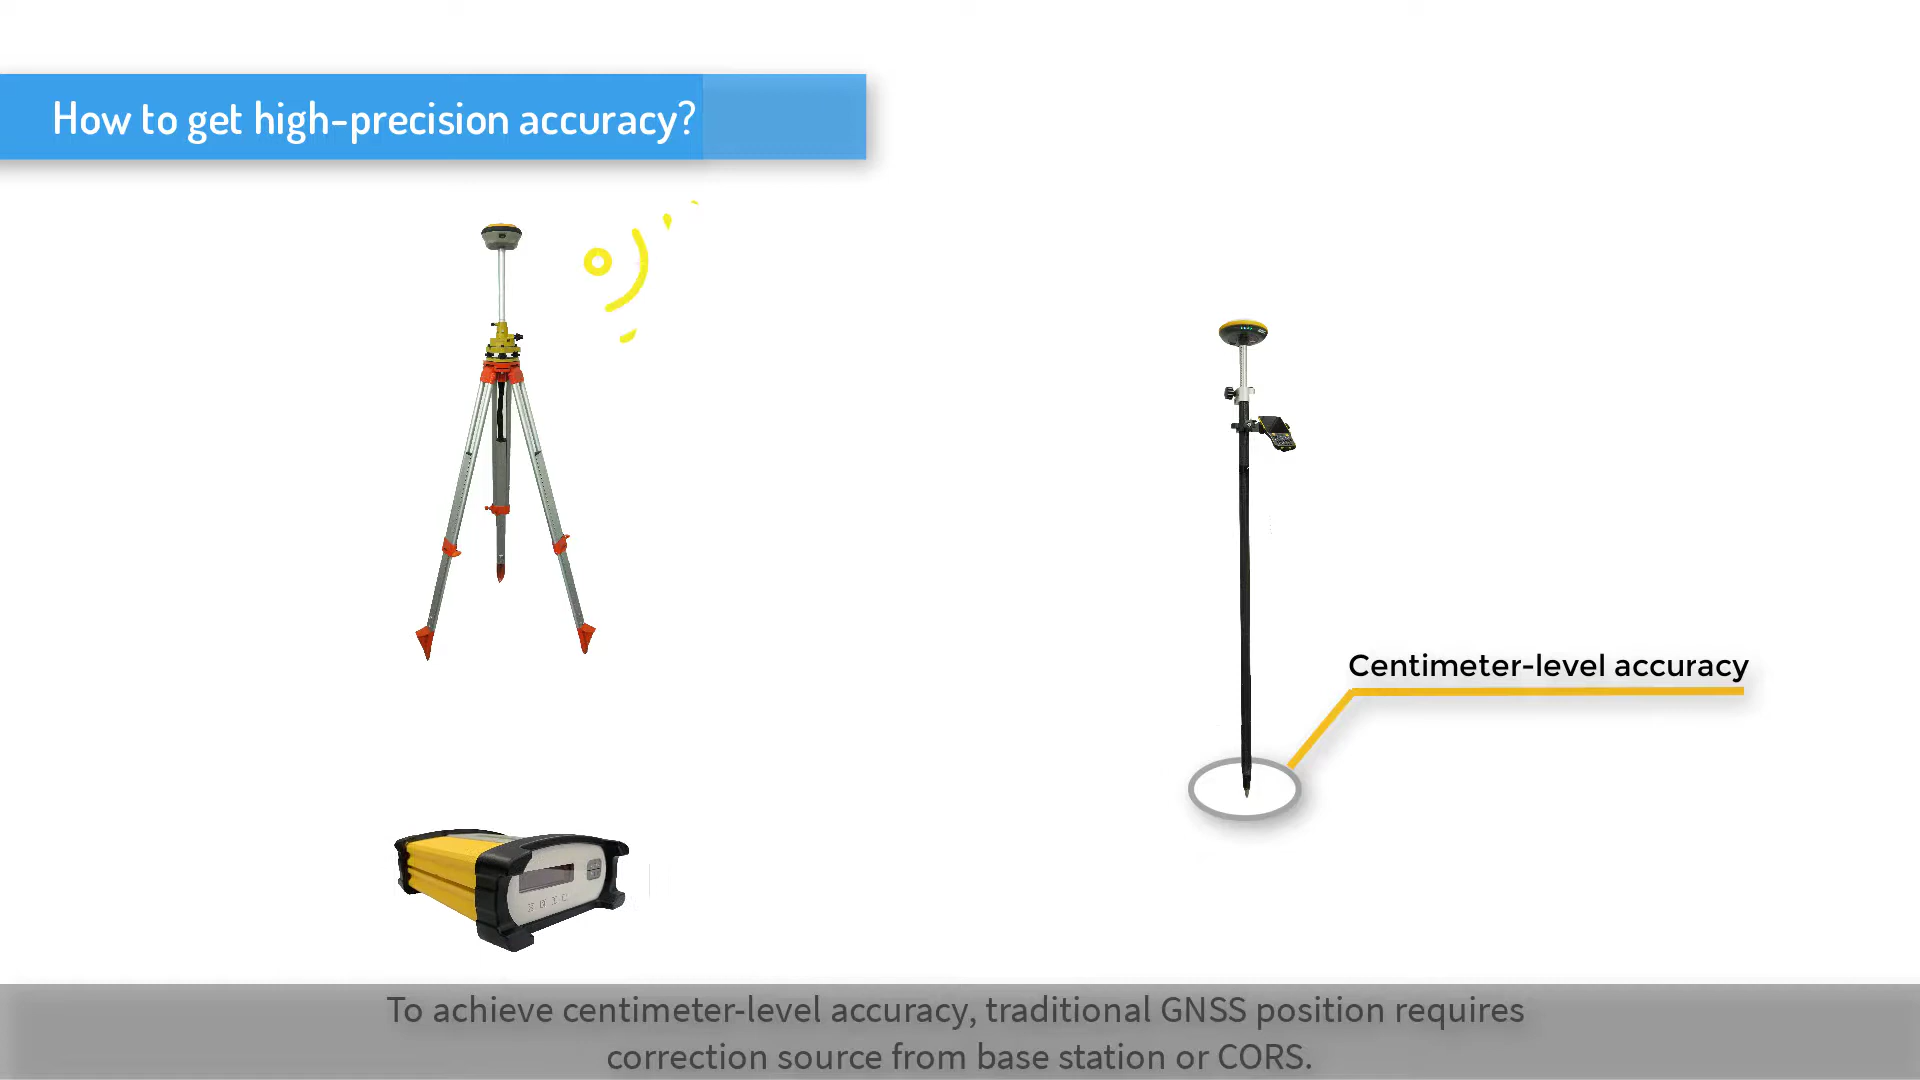 How to get high-precision accuracy?
Centimeter-level accuracy
To achieve centimeter-level accuracy, traditional GNSS position requires
correction source from base station or CORS.